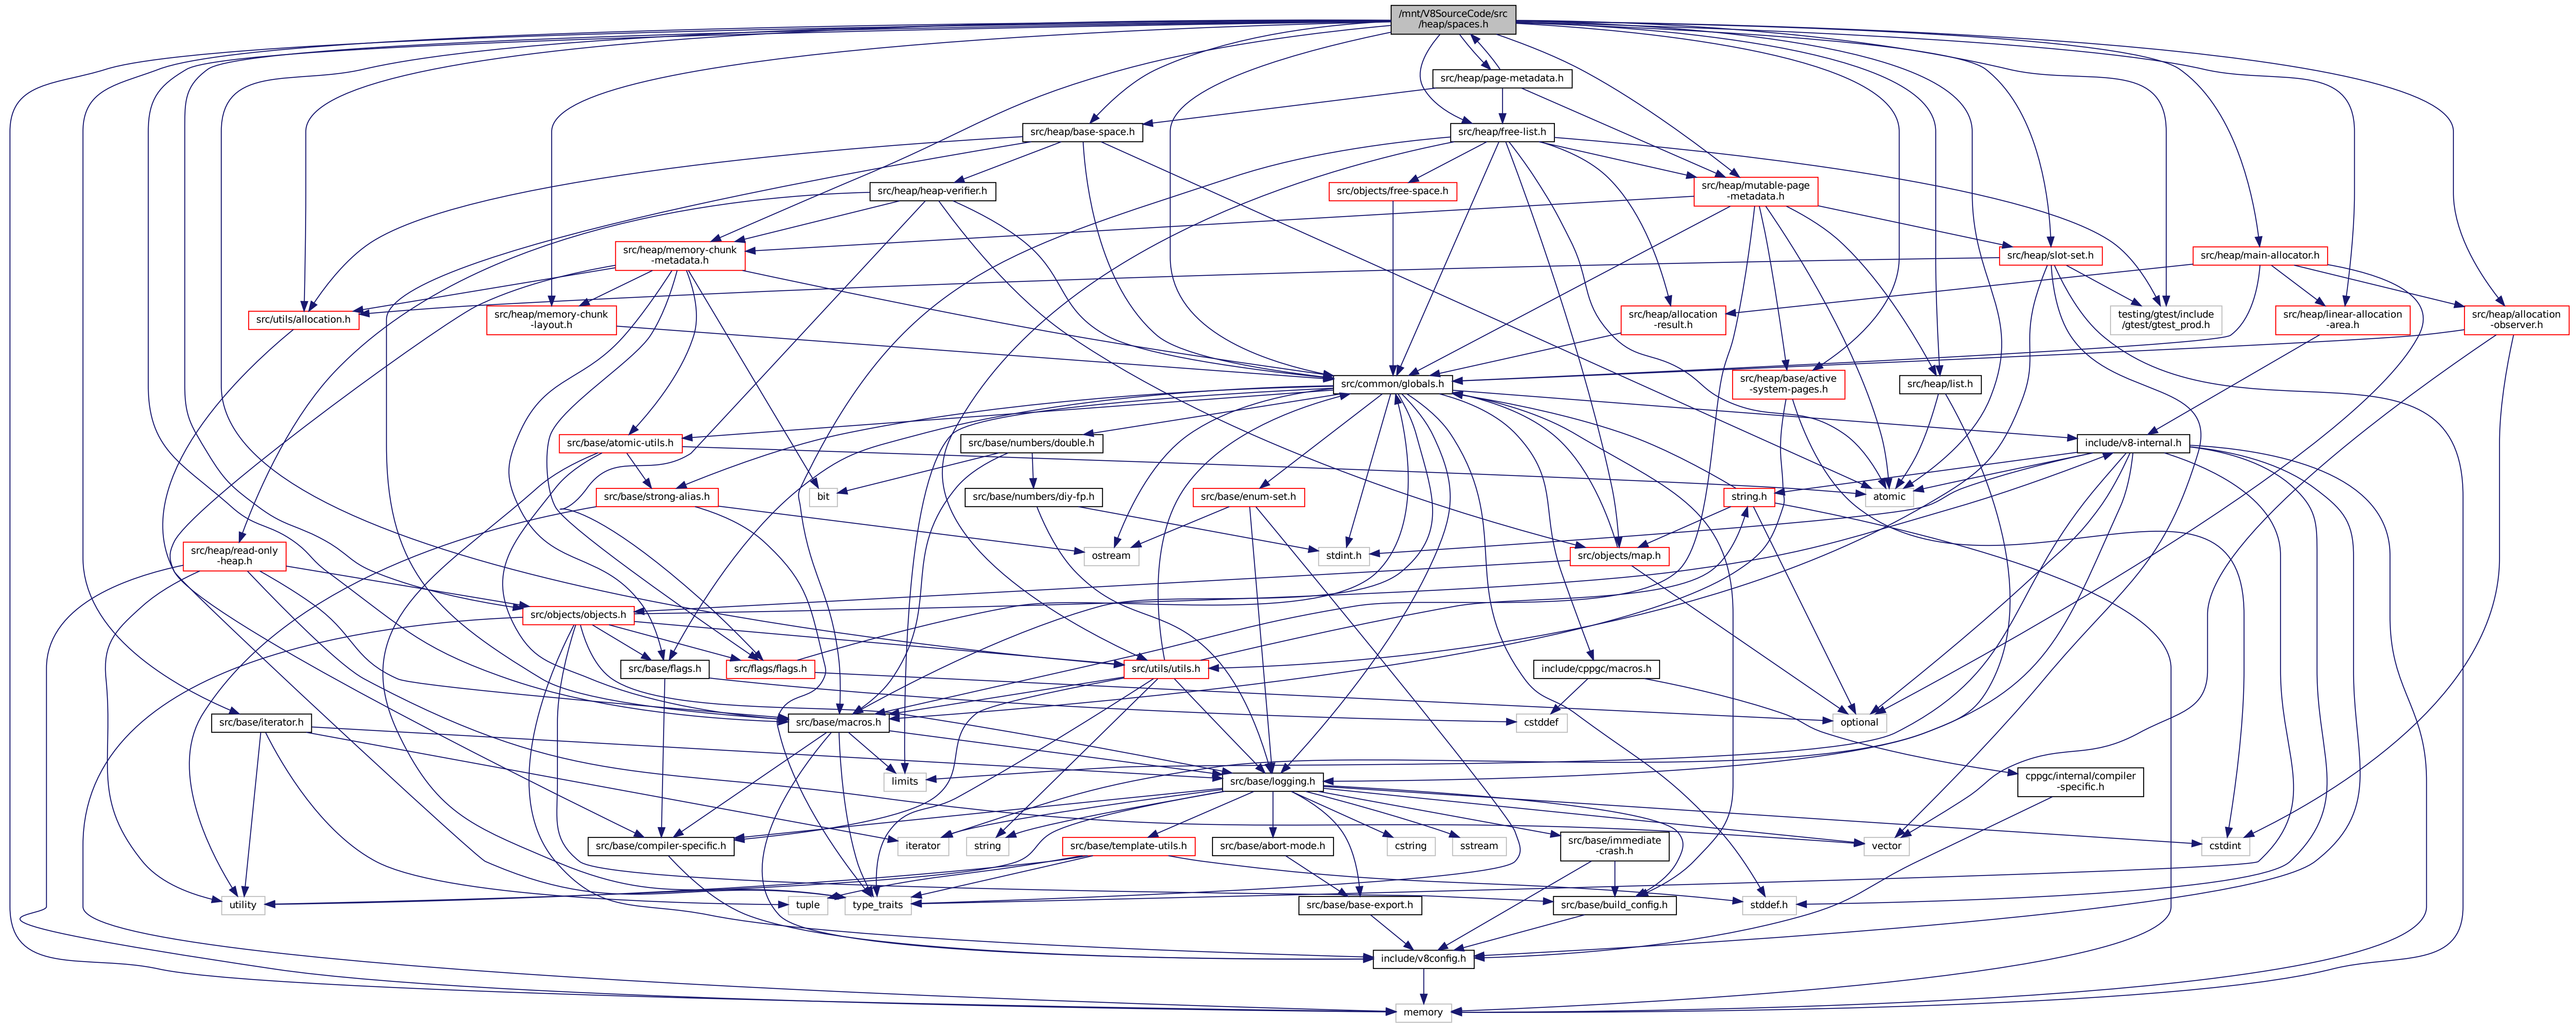 /mnt/V8SourceCode/src
/heap/spaces.h
src/heap/page-metadata.h
src/heap/base-space.h
src/heap/free-list.h
src/heap/heap-verifier.h
src/objects/free-space.h
src/heap/mutable-page
-metadata.h
src/heap/memory-chunk
-metadata.h
src/heap/slot-set.h
src/heap/main-allocator.h
src/utils/allocation.h
src/heap/memory-chunk
-layout.h
src/heap/allocation
-result.h
testing/gtest/include
/gtest/gtest_prod.h
src/heap/linear-allocation
-area.h
src/heap/allocation
-observer.h
src/common/globals.h
src/heap/base/active
-system-pages.h
src/heap/list.h
src/base/atomic-utils.h
src/base/numbers/double.h
include/v8-internal.h
src/base/strong-alias.h
bit
src/base/numbers/diy-fp.h
src/base/enum-set.h
string.h
atomic
src/heap/read-only
-heap.h
ostream
stdint.h
src/objects/map.h
src/objects/objects.h
src/base/flags.h
src/flags/flags.h
src/utils/utils.h
include/cppgc/macros.h
src/base/iterator.h
src/base/macros.h
cstddef
optional
limits
src/base/logging.h
cppgc/internal/compiler
-specific.h
src/base/compiler-specific.h
iterator
string
src/base/template-utils.h
src/base/abort-mode.h
cstring
sstream
src/base/immediate
-crash.h
vector
cstdint
utility
tuple
type_traits
src/base/base-export.h
src/base/build_config.h
stddef.h
include/v8config.h
memory